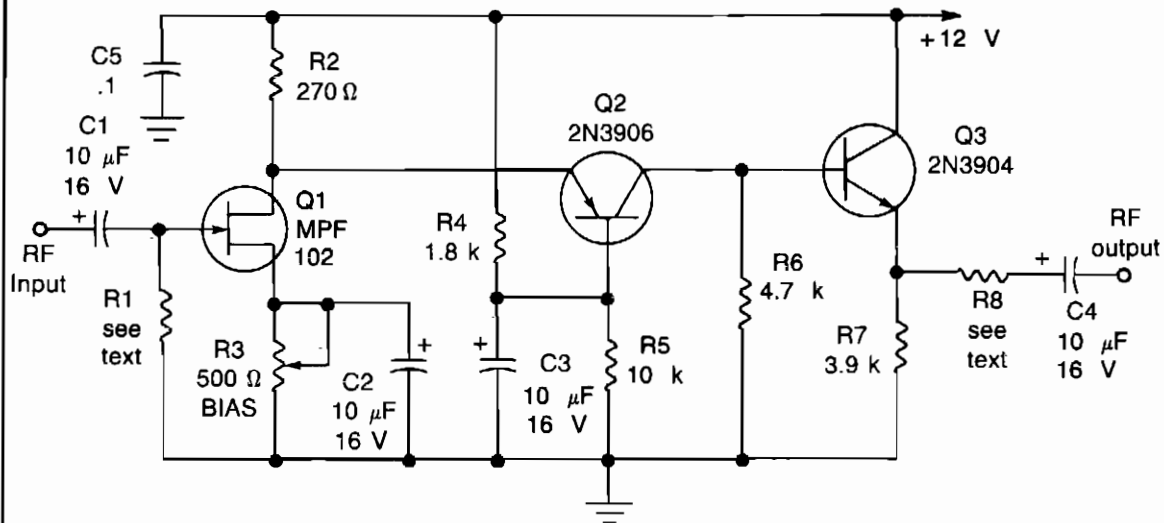 C5
.1
R2
270 Ω
+12 V
C1
10 μF
16 V
+
RF
Input
R1
see
text
Q1
MPF
102
R3
500 Ω
BIAS
+
C2
10 μF
16 V
R4
1.8 k
+
C3
10 μF
16 V
Q2
2N3906
R5
10 k
R6
4.7 k
Q3
2N3904
R7
3.9 k
R8
see
text
+
C4
10 μF
16 V
RF
output